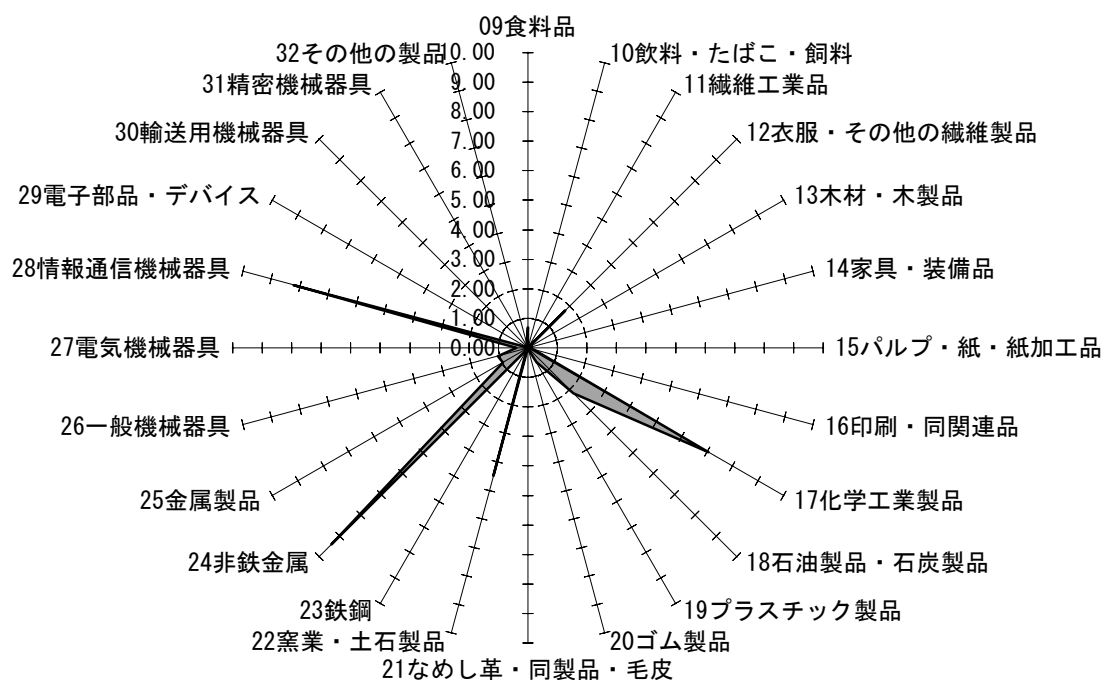 09食料品
10飲料・たばこ・飼料
11繊維工業品
12衣服・その他の繊維製品
13木材・木製品
14家具・装備品
15パルプ・紙・紙加工品
16印刷・同関連品
17化学工業製品
18石油製品・石炭製品
19プラスチック製品
20ゴム製品
21なめし革・同製品・毛皮
22窯業・土石製品
23鉄鋼
24非鉄金属
25金属製品
26一般機械器具
27電気機械器具
28情報通信機械器具
29電子部品・デバイス
30輸送用機械器具
31精密機械器具
32その他の製品
10.00
9.00
8.00
7.00
6.00
5.00
4.00
3.00
2.00
1.00
0.00